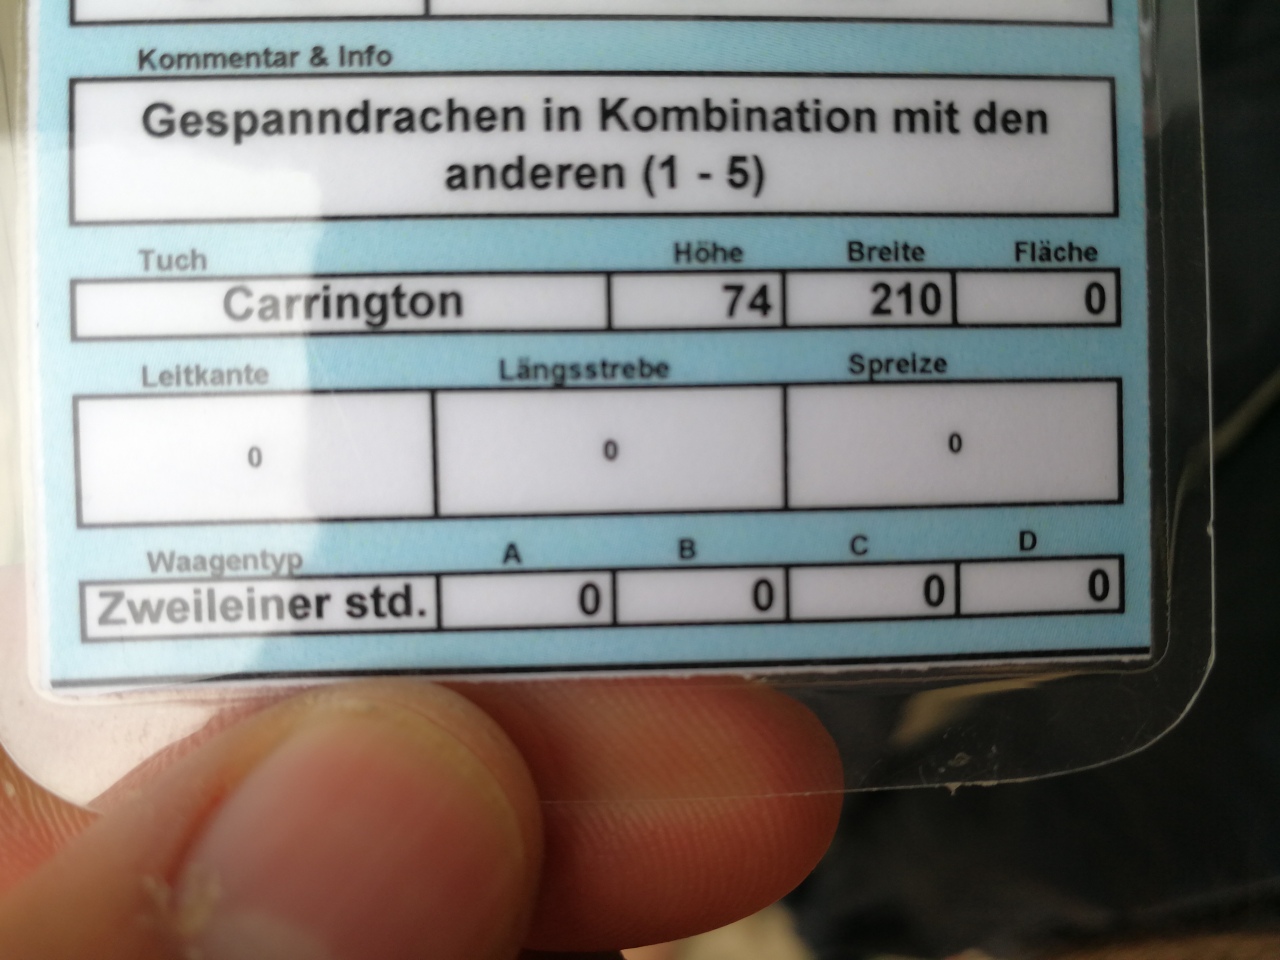 Kommentar & Info
Gespanndrachen in Kombination mit den
anderen (1 - 5)
Tuch Höhe Breite Fläche
Carrington 74 210 0
Leitkante Längsstrebe Spreize
0 0 0
Waagentyp A B C D
Zweileiner std. 0 0 0 0